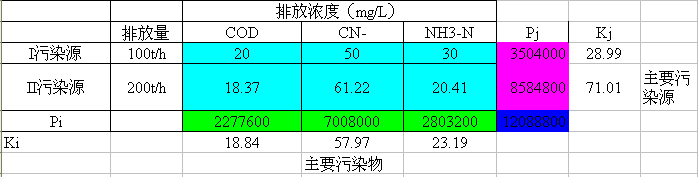 排放浓度（mg/L）
排放量 COD CN- NH3-N Pj Kj
I污染源 100t/h 20 50 30 3504000 28.99
II污染源 200t/h 18.37 61.22 20.41 8584800 71.01 主要污
染源
Pi 2277600 7008000 2803200 12088800
Ki 18.84 57.97 23.19
主要污染物